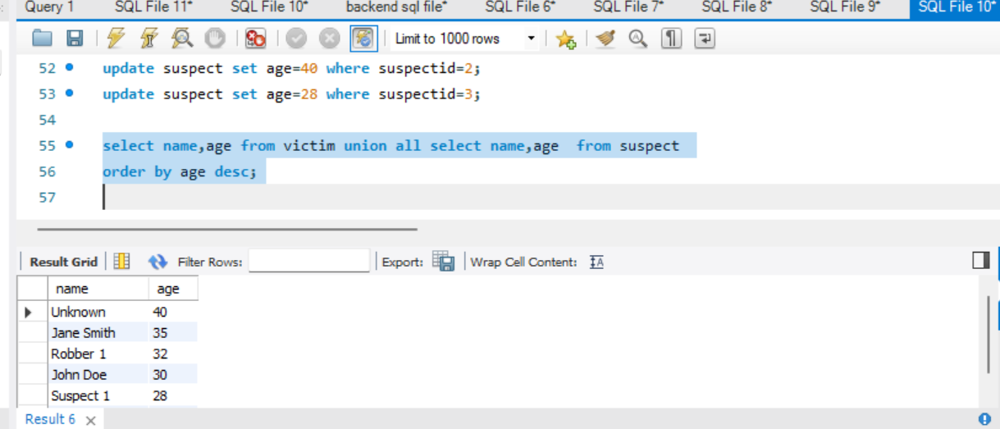 Query 1 SQL File 11* SQL File 10* backend sql file* SQL File 6* SQL File 7* SQL File 8* SQL File 9* SQL File 10*
Limit to 1000 rows
52 update suspect set age=40 where suspectid=2;
53 update suspect set age=28 where suspectid=3;
54
55 select name,age from victim union all select name,age  from suspect
56 order by age desc;
57
Result Grid Filter Rows: Export: Wrap Cell Content: IA
name age
Unknown 40
Jane Smith 35
Robber 1 32
John Doe 30
Suspect 1 28
Result 6